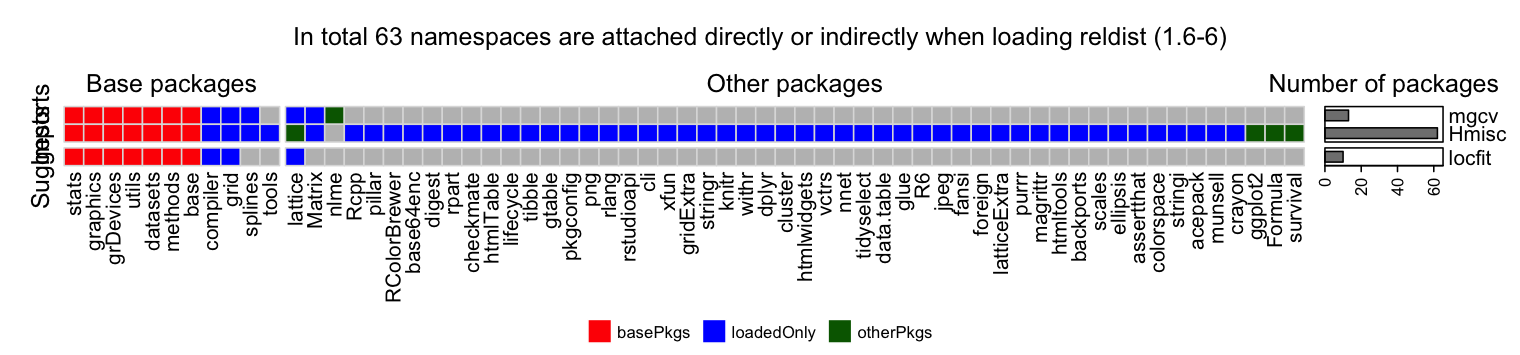 In total 63 namespaces are attached directly or indirectly when loading reldist (1.6-6)
Base packages
Other packages
Number of packages
Imports
Suggests
mgcv
Hmisc
locfit
0
20
40
60
stats
graphics
grDevices
utils
datasets
methods
base
compiler
grid
splines
tools
lattice
Matrix
nlme
Rcpp
pillar
RColorBrewer
base64enc
digest
rpart
checkmate
htmlTable
lifecycle
tibble
gtable
pkgconfig
png
rlang
rstudioapi
cli
xfun
gridExtra
stringr
knitr
withr
dplyr
cluster
htmlwidgets
vctrs
nnet
tidyselect
data.table
glue
R6
jpeg
fansi
foreign
latticeExtra
purrr
magrittr
htmltools
backports
scales
ellipsis
assertthat
colorspace
stringi
acepack
munsell
crayon
ggplot2
Formula
survival
basePkgs
loadedOnly
otherPkgs